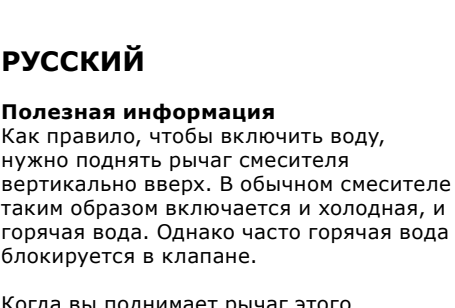 РУССКИЙ
Полезная информация
Как правило, чтобы включить воду,
нужно поднять рычаг смесителя
вертикально вверх. В обычном смесителе
таким образом включается и холодная, и
горячая вода. Однако часто горячая вода
блокируется в клапане.
Когда вы поднимает рычаг этого